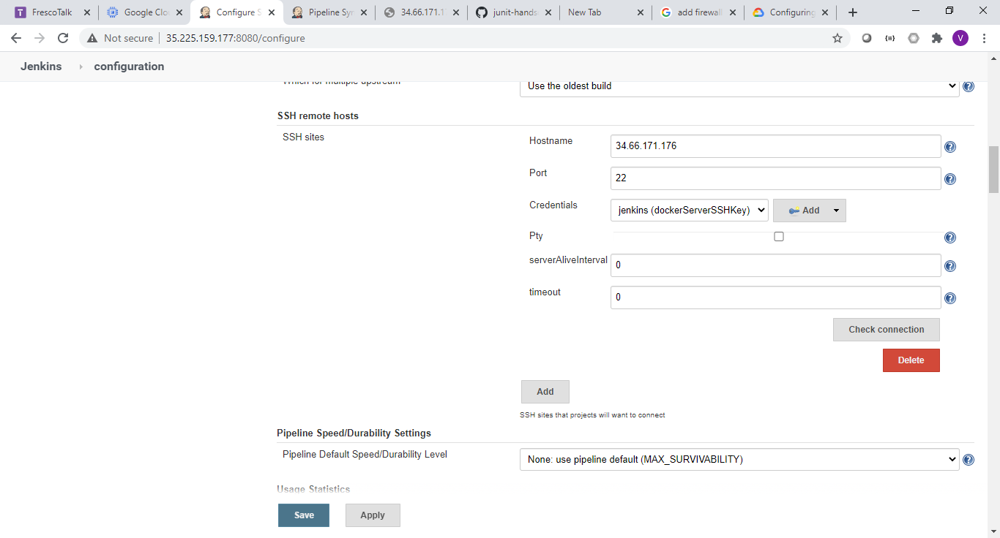 FrescoTalk
Google Clo
Configure S
Pipeline Syn
34.66.171.1
junit-hands
New Tab
add firewall
Configuring
Not secure
35.225.159.177:8080/configure
V
Jenkins
configuration
Which for multiple upstream
Use the oldest build
SSH remote hosts
SSH sites
Hostname
34.66.171.176
Port
22
Credentials
jenkins (dockerServerSSHKey)
Add
Pty
serverAliveInterval
0
timeout
0
Check connection
Delete
Add
SSH sites that projects will want to connect
Pipeline Speed/Durability Settings
Pipeline Default Speed/Durability Level
None: use pipeline default (MAX_SURVIVABILITY)
Usage Statistics
Save
Apply